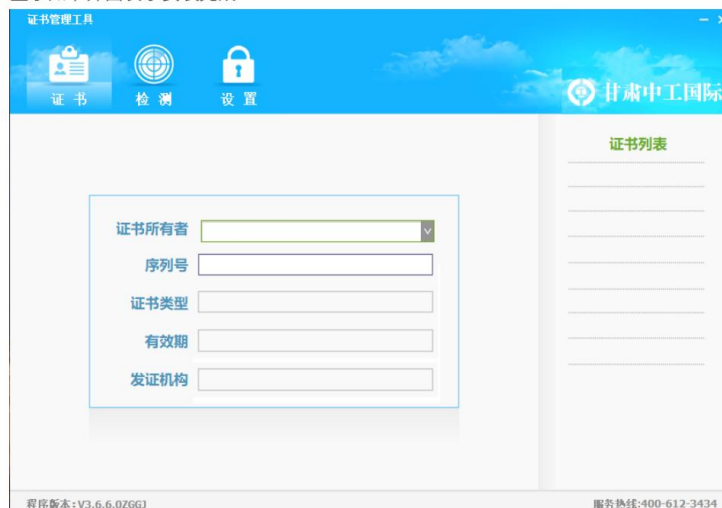 证书管理工具
证书 检测 设置
甘肃中工国际
证书列表
证书所有者
序列号
证书类型
有效期
发证机构
程序版本:V3.6.6.0ZGGJ
服务热线:400-612-3434